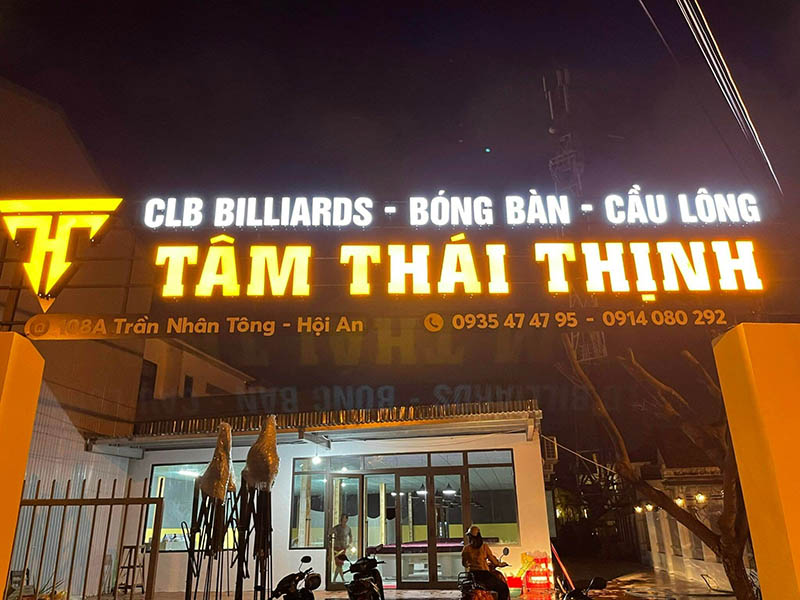 CLB BILLIARDS - BÓNG BÀN - CẦU LÔNG
TÂM THÁI THỊNH
108A Trần Nhân Tông - Hội An
0935 47 47 95 - 0914 080 292